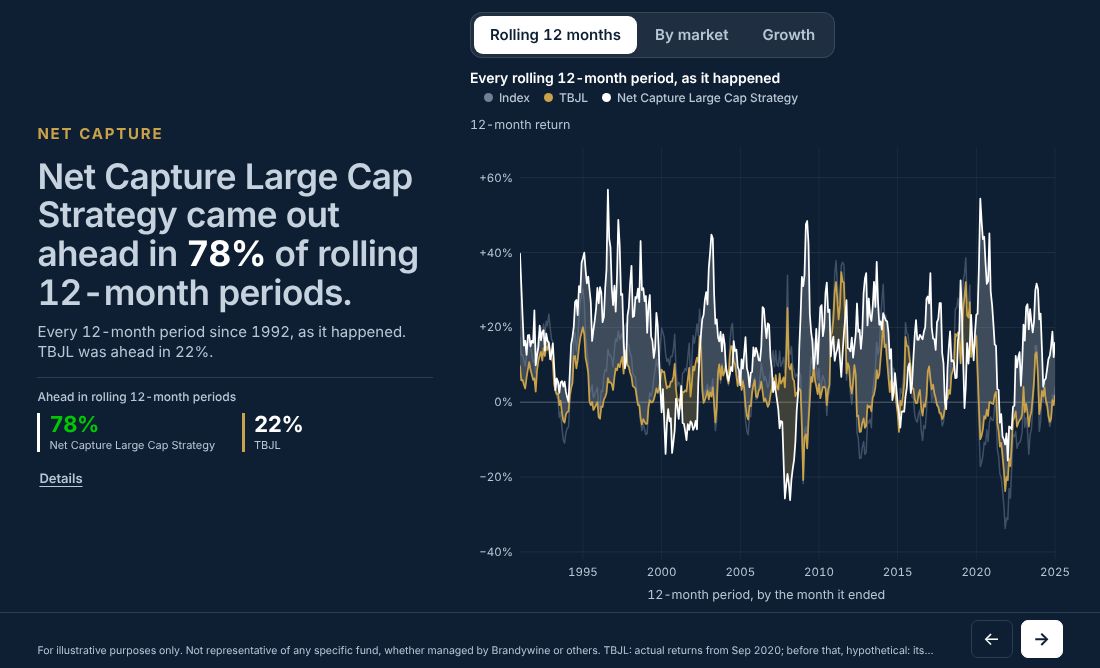 Rolling 12 months By market Growth
Every rolling 12-month period, as it happened
Index TBJL Net Capture Large Cap Strategy
12-month return
NET CAPTURE
Net Capture Large Cap
Strategy came out
ahead in 78% of rolling
12-month periods.
Every 12-month period since 1992, as it happened.
TBJL was ahead in 22%.
Ahead in rolling 12-month periods
78% 22%
Net Capture Large Cap Strategy TBJL
Details
+60%
+40%
+20%
0%
−20%
−40%
1995 2000 2005 2010 2015 2020 2025
12-month period, by the month it ended
For illustrative purposes only. Not representative of any specific fund, whether managed by Brandywine or others. TBJL: actual returns from Sep 2020; before that, hypothetical: its...